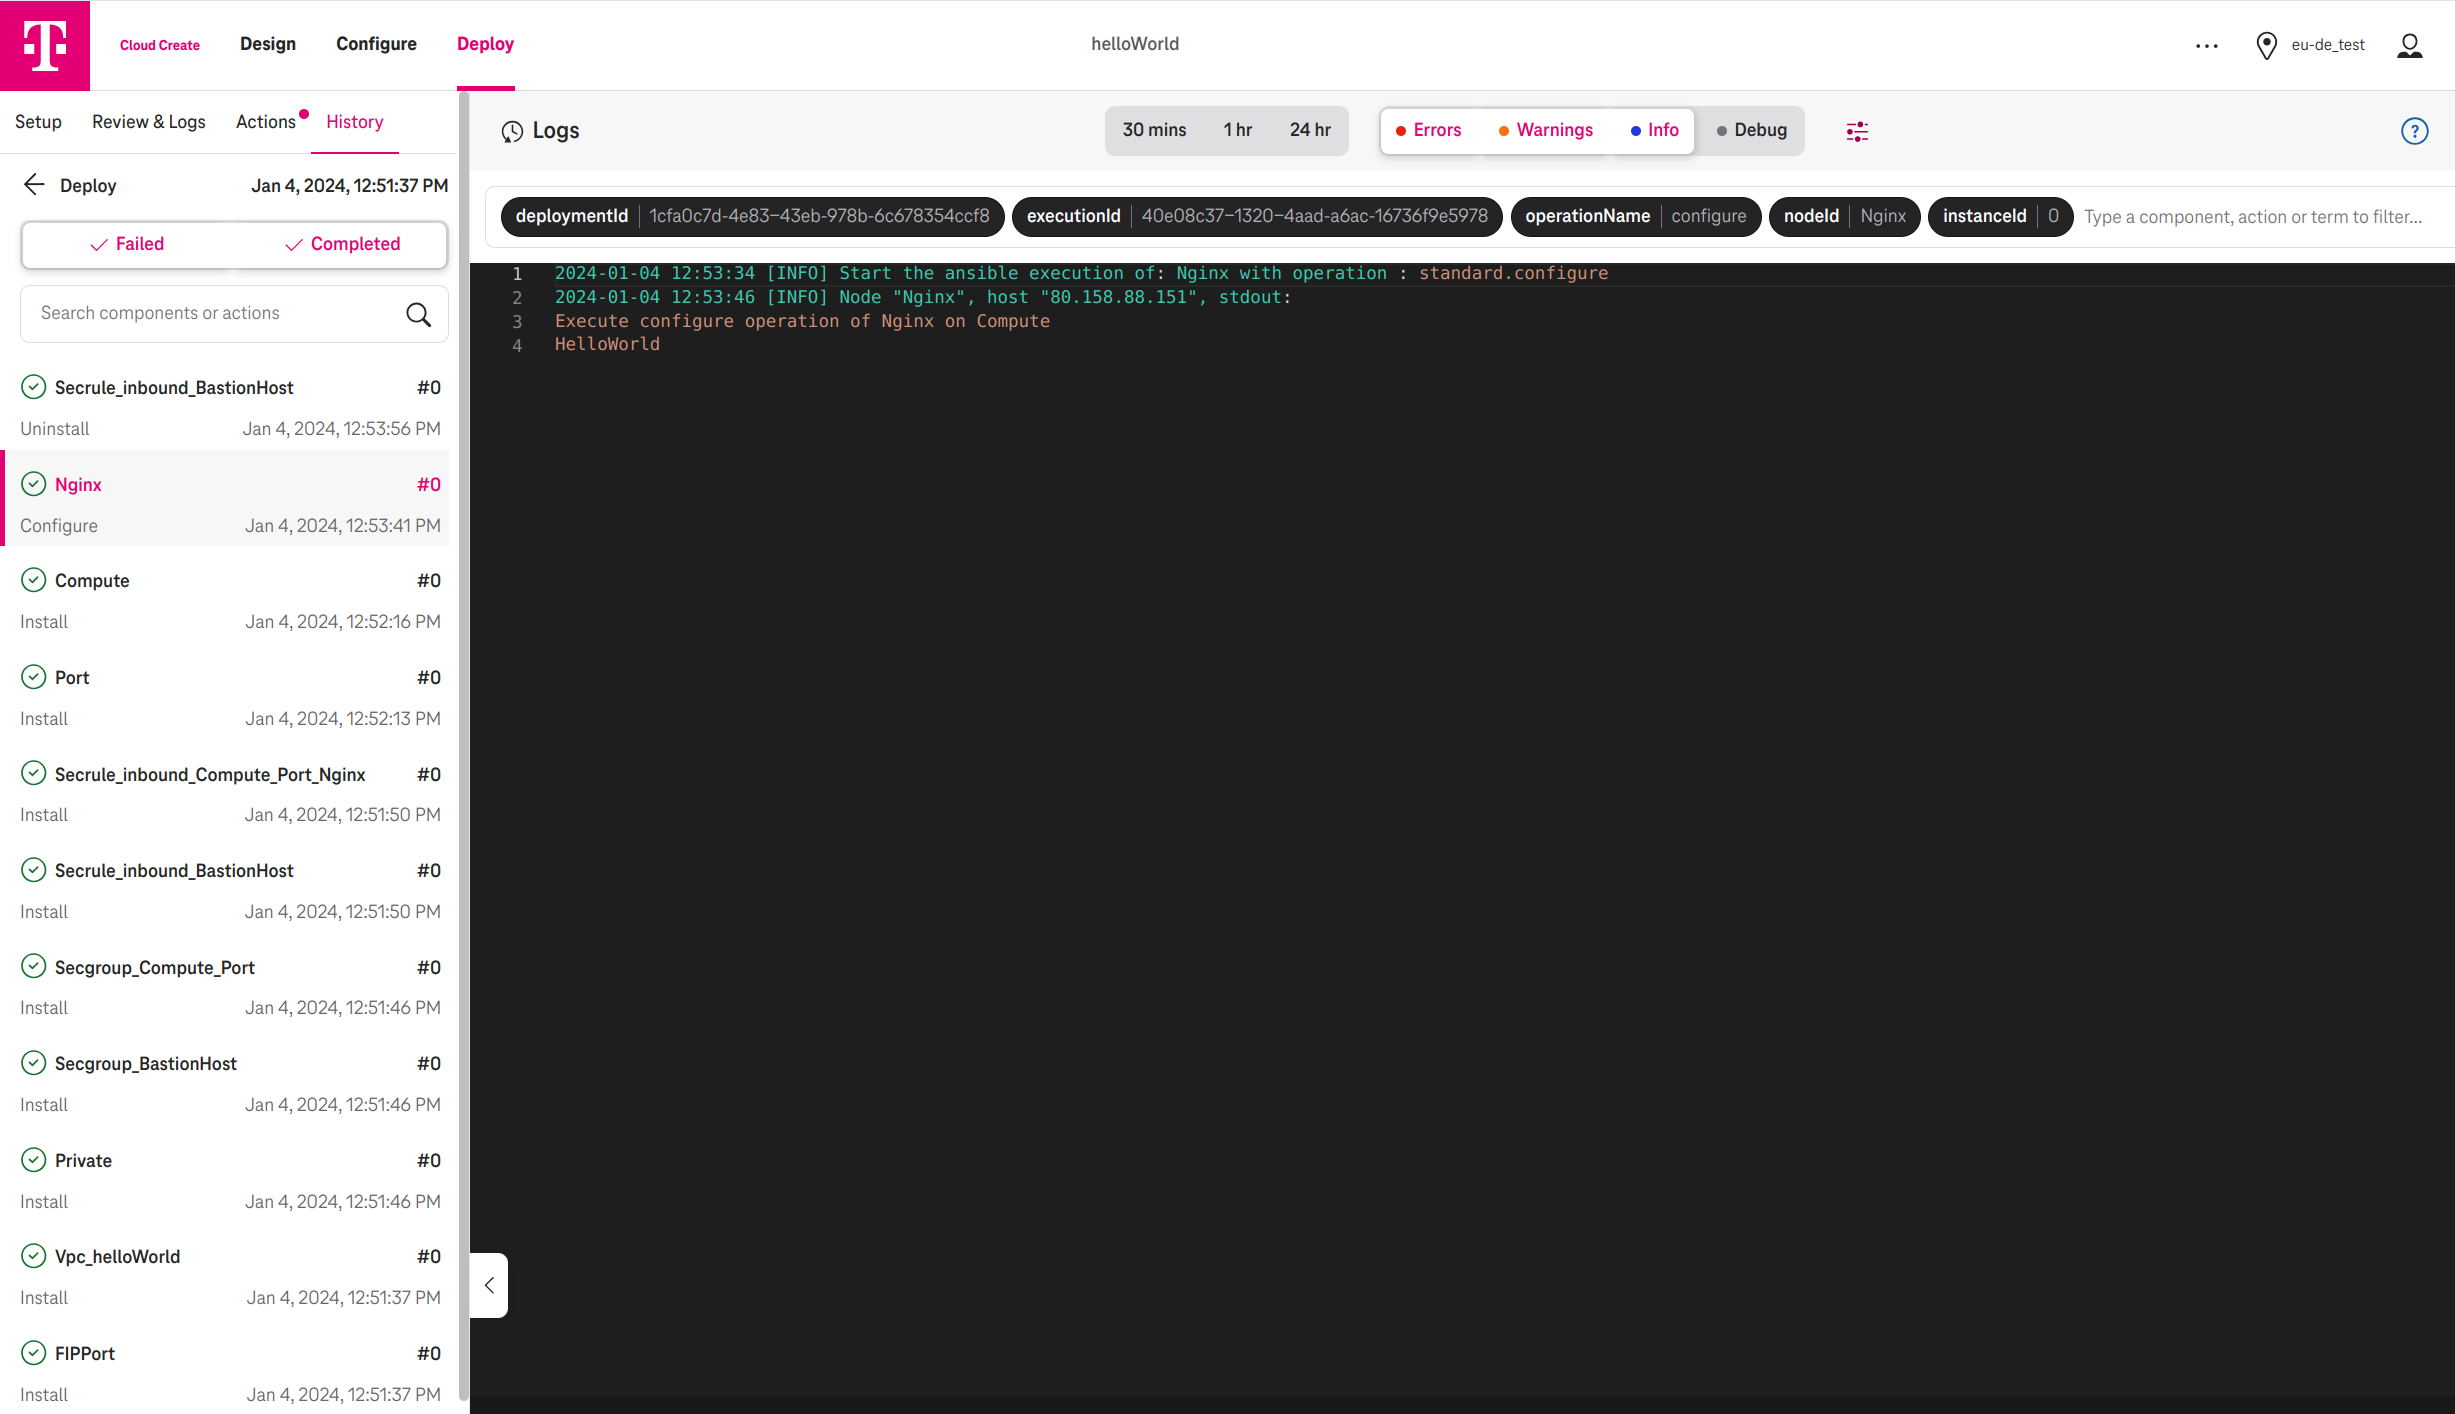 T
Cloud Create
Design
Configure
Deploy
helloWorld
eu-de_test
Setup
Review & Logs
Actions
History
Deploy
Jan 4, 2024, 12:51:37 PM
Failed
Completed
Search components or actions
Secrule_inbound_BastionHost #0
Uninstall Jan 4, 2024, 12:53:56 PM
Nginx #0
Configure Jan 4, 2024, 12:53:41 PM
Compute #0
Install Jan 4, 2024, 12:52:16 PM
Port #0
Install Jan 4, 2024, 12:52:13 PM
Secrule_inbound_Compute_Port_Nginx #0
Install Jan 4, 2024, 12:51:50 PM
Secrule_inbound_BastionHost #0
Install Jan 4, 2024, 12:51:50 PM
Secgroup_Compute_Port #0
Install Jan 4, 2024, 12:51:46 PM
Secgroup_BastionHost #0
Install Jan 4, 2024, 12:51:46 PM
Private #0
Install Jan 4, 2024, 12:51:46 PM
Vpc_helloWorld #0
Install Jan 4, 2024, 12:51:37 PM
FIPPort #0
Install Jan 4, 2024, 12:51:37 PM
Logs
30 mins
1 hr
24 hr
Errors
Warnings
Info
Debug
?
deploymentId 1cfa0c7d-4e83-43eb-978b-6c678354ccf8
executionId 40e08c37-1320-4aad-a6ac-16736f9e5978
operationName configure
nodeId Nginx
instanceId 0
Type a component, action or term to filter...
1 2024-01-04 12:53:34 [INFO] Start the ansible execution of: Nginx with operation : standard.configure
2 2024-01-04 12:53:46 [INFO] Node "Nginx", host "80.158.88.151", stdout:
3 Execute configure operation of Nginx on Compute
4 HelloWorld